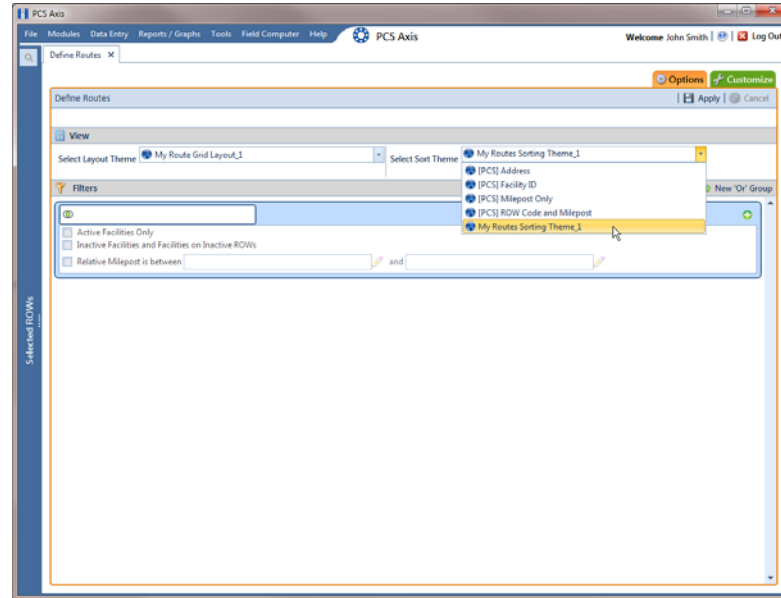 PCS Axis
File Modules Data Entry Reports / Graphs Tools Field Computer Help PCS Axis Welcome John Smith | Log Out
Define Routes
Options Customize
Define Routes | Apply | Cancel
View
Select Layout Theme My Route Grid Layout_1 Select Sort Theme My Routes Sorting Theme_1
[PCS] Address
[PCS] Facility ID
[PCS] Milepost Only
[PCS] ROW Code and Milepost
My Routes Sorting Theme_1
Filters New 'Or' Group
Active Facilities Only
Inactive Facilities and Facilities on Inactive ROWs
Relative Milepost is between and
Selected ROWs